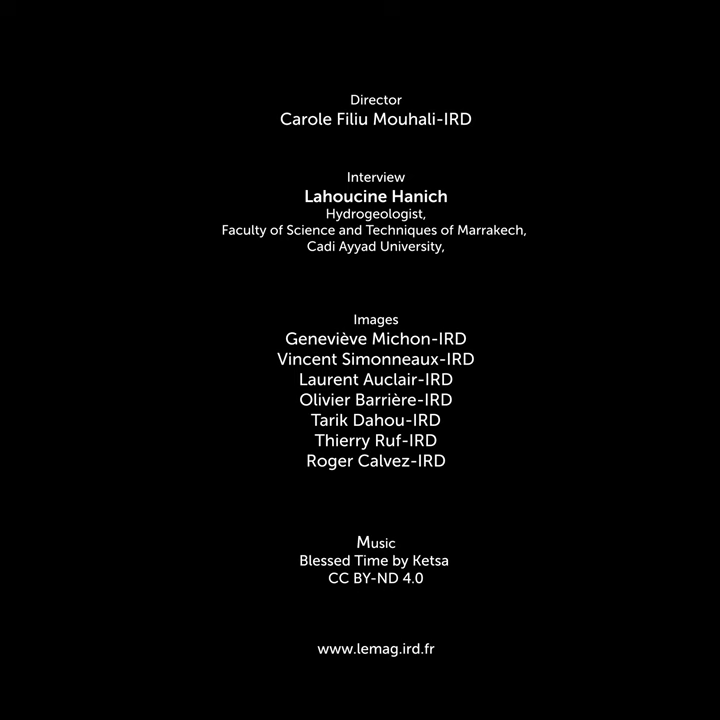 Director
Carole Filiu Mouhali-IRD
Interview
Lahoucine Hanich
Hydrogeologist,
Faculty of Science and Techniques of Marrakech,
Cadi Ayyad University,
Images
Geneviève Michon-IRD
Vincent Simonneaux-IRD
Laurent Auclair-IRD
Olivier Barrière-IRD
Tarik Dahou-IRD
Thierry Ruf-IRD
Roger Calvez-IRD
Music
Blessed Time by Ketsa
CC BY-ND 4.0
www.lemag.ird.fr